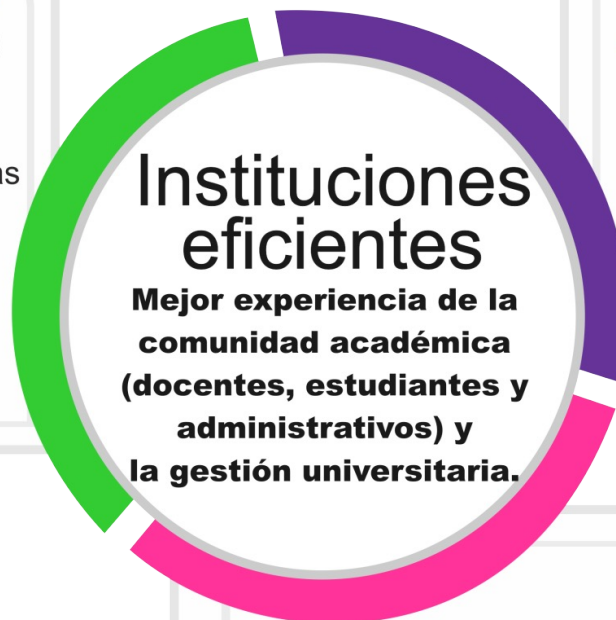 Instituciones
eficientes
Mejor experiencia de la
comunidad académica
(docentes, estudiantes y
administrativos) y
la gestión universitaria.